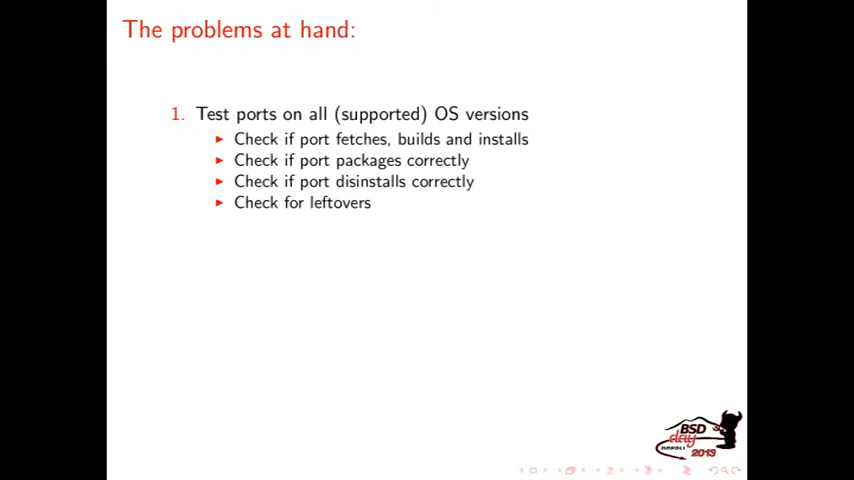 The problems at hand:
1. Test ports on all (supported) OS versions
Check if port fetches, builds and installs
Check if port packages correctly
Check if port disinstalls correctly
Check for leftovers
BSD
day
NAPOLI
2013